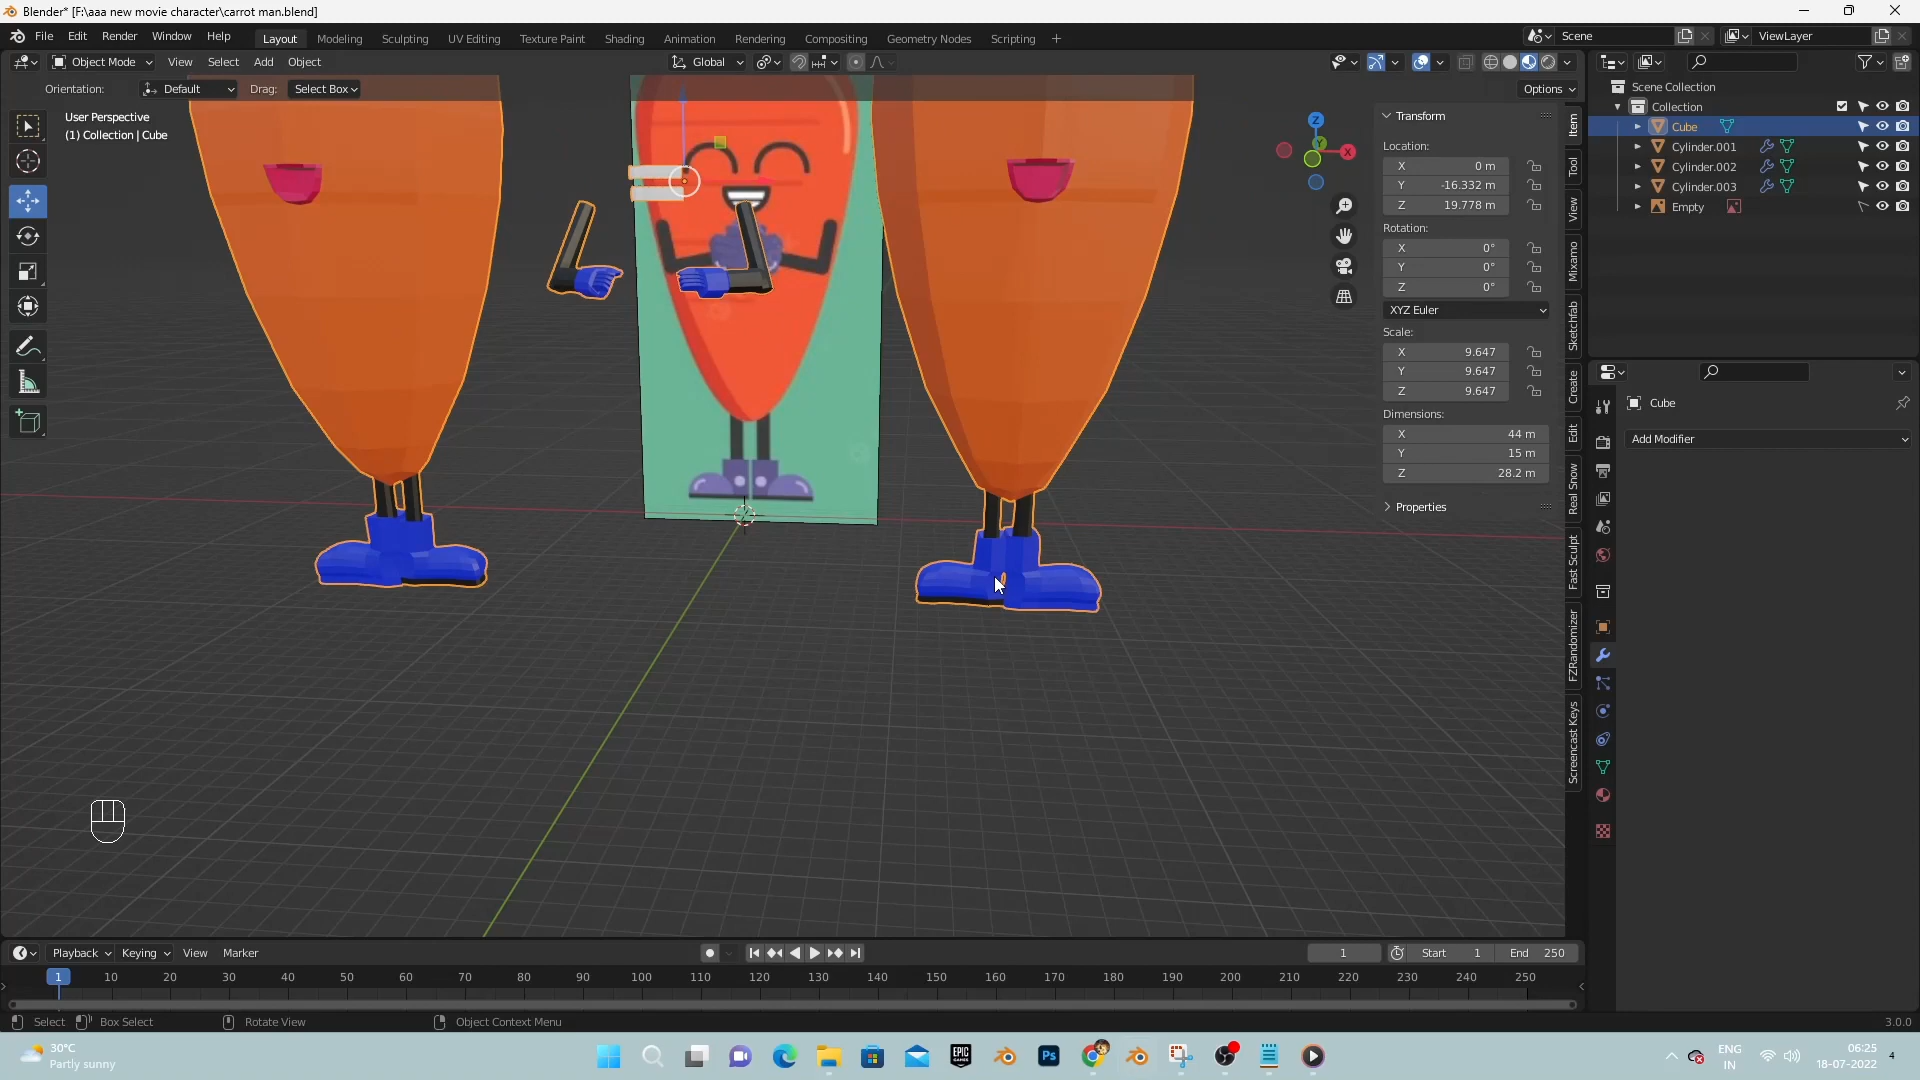 Blender* [F:\aaa new movie character\carrot man.blend]
File Edit Render Window Help
Layout Modeling Sculpting UV Editing Texture Paint Shading Animation Rendering Compositing Geometry Nodes Scripting +
Scene
ViewLayer
Object Mode View Select Add Object
Global
Orientation: Default Drag: Select Box
Options
User Perspective
(1) Collection | Cube
Z
X
Y
Transform
Location:
X 0 m
Y -16.332 m
Z 19.778 m
Rotation:
X 0°
Y 0°
Z 0°
XYZ Euler
Scale:
X 9.647
Y 9.647
Z 9.647
Dimensions:
X 44 m
Y 15 m
Z 28.2 m
Properties
Item
Tool
View
Mixamo
Sketchfab
Create
Edit
Real Snow
Fast Sculpt
FZRandomizer
Screencast Keys
Scene Collection
Collection
Cube
Cylinder.001
Cylinder.002
Cylinder.003
Empty
Cube
Add Modifier
Playback Keying View Marker
1 Start 1 End 250
1 10 20 30 40 50 60 70 80 90 100 110 120 130 140 150 160 170 180 190 200 210 220 230 240 250
Select Box Select Rotate View Object Context Menu
3.0.0
30°C
Partly sunny
EPIC
GAMES
Ps
ENG
IN
06:25
18-07-2022
4